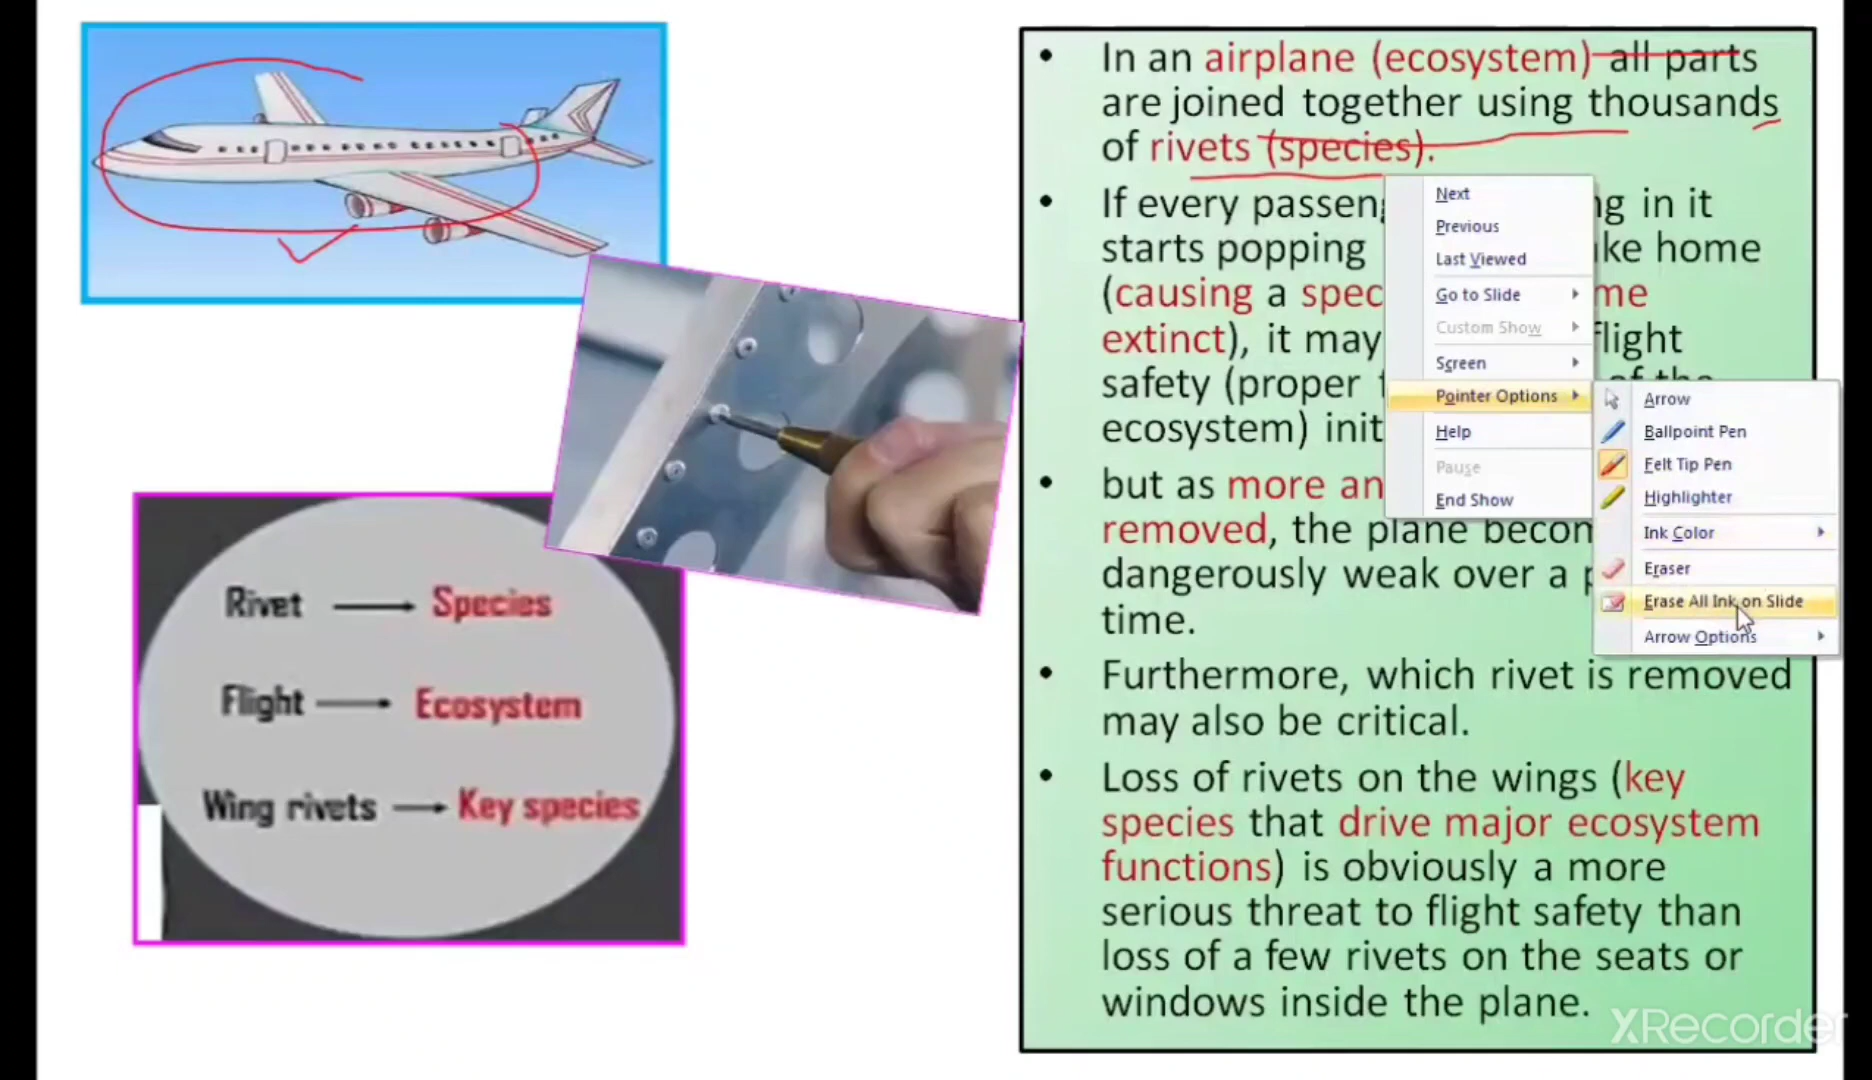 In an airplane (ecosystem) all parts
are joined together using thousands
of rivets (species).
If every passen ng in it
starts popping ke home
(causing a spec me
extinct), it may flight
safety (proper of the
ecosystem) init
but as more an
removed, the plane becom
dangerously weak over a p
time.
Furthermore, which rivet is removed
may also be critical.
Loss of rivets on the wings (key
species that drive major ecosystem
functions) is obviously a more
serious threat to flight safety than
loss of a few rivets on the seats or
windows inside the plane.
Next
Previous
Last Viewed
Go to Slide
Custom Show
Screen
Pointer Options
Help
Pause
End Show
Arrow
Ballpoint Pen
Felt Tip Pen
Highlighter
Ink Color
Eraser
Erase All Ink on Slide
Arrow Options
Rivet → Species
Flight → Ecosystem
Wing rivets → Key species
XRecorder